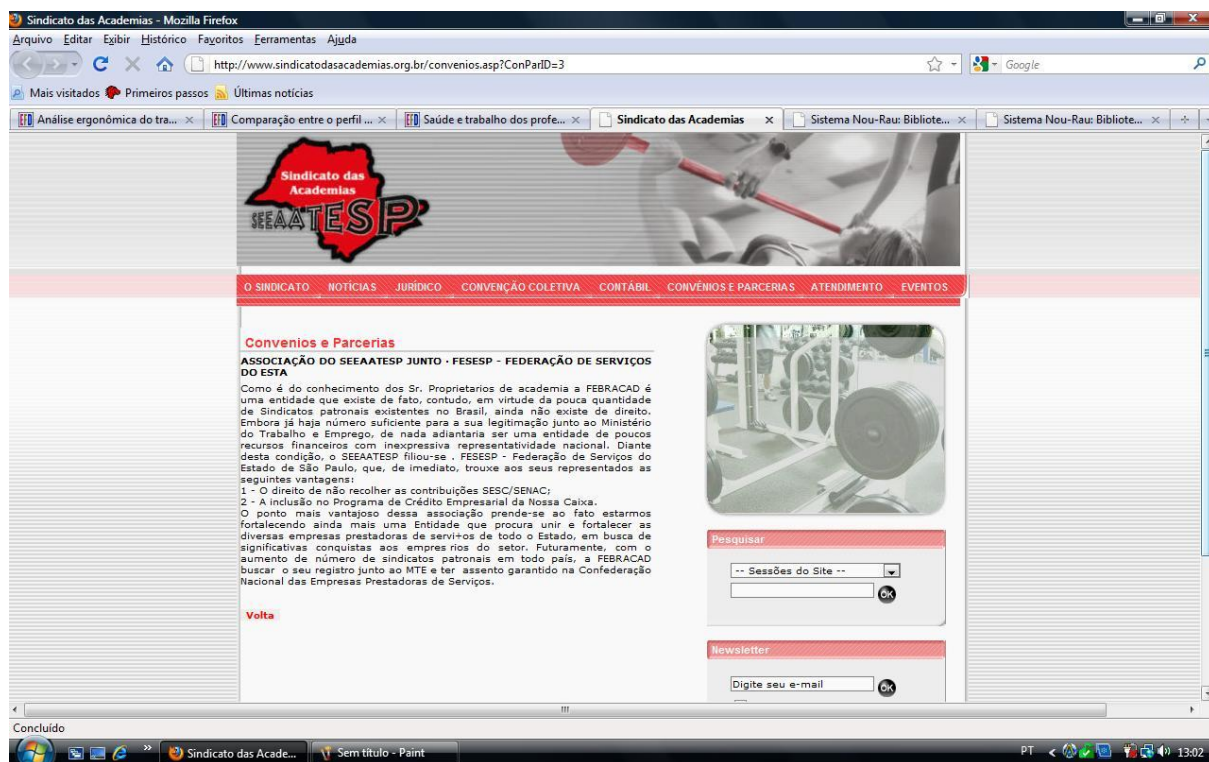 Sindicato das Academias - Mozilla Firefox
Arquivo Editar Exibir Histórico Favoritos Ferramentas Ajuda
http://www.sindicatodasacademias.org.br/convenios.asp?ConParID=3
Google
Mais visitados Primeiros passos Últimas notícias
Análise ergonômica do tra...
Comparação entre o perfil ...
Saúde e trabalho dos profe...
Sindicato das Academias
Sistema Nou-Rau: Bibliote...
Sistema Nou-Rau: Bibliote...
Sindicato das
Academias
SEEAATESP
O SINDICATO NOTÍCIAS JURÍDICO CONVENÇÃO COLETIVA CONTÁBIL CONVÊNIOS E PARCERIAS ATENDIMENTO EVENTOS
Convenios e Parcerias
ASSOCIAÇÃO DO SEEAATESP JUNTO · FESESP - FEDERAÇÃO DE SERVIÇOS
DO ESTA
Como é do conhecimento dos Sr. Proprietarios de academia a FEBRACAD é
uma entidade que existe de fato, contudo, em virtude da pouca quantidade
de Sindicatos patronais existentes no Brasil, ainda não existe de direito.
Embora já haja número suficiente para a sua legitimação junto ao Ministério
do Trabalho e Emprego, de nada adiantaria ser uma entidade de poucos
recursos financeiros com inexpressiva representatividade nacional. Diante
desta condição, o SEEAATESP filiou-se . FESESP - Federação de Serviços do
Estado de São Paulo, que, de imediato, trouxe aos seus representados as
seguintes vantagens:
1 - O direito de não recolher as contribuições SESC/SENAC;
2 - A inclusão no Programa de Crédito Empresarial da Nossa Caixa.
O ponto mais vantajoso dessa associação prende-se ao fato estarmos
fortalecendo ainda mais uma Entidade que procura unir e fortalecer as
diversas empresas prestadoras de servi+os de todo o Estado, em busca de
significativas conquistas aos empres rios do setor. Futuramente, com o
aumento de número de sindicatos patronais em todo país, a FEBRACAD
buscar o seu registro junto ao MTE e ter assento garantido na Confederação
Nacional das Empresas Prestadoras de Serviços.
Volta
Pesquisar
-- Sessões do Site --
OK
Newsletter
Digite seu e-mail
OK
Concluído
Sindicato das Acade...
Sem título - Paint
PT
13:02